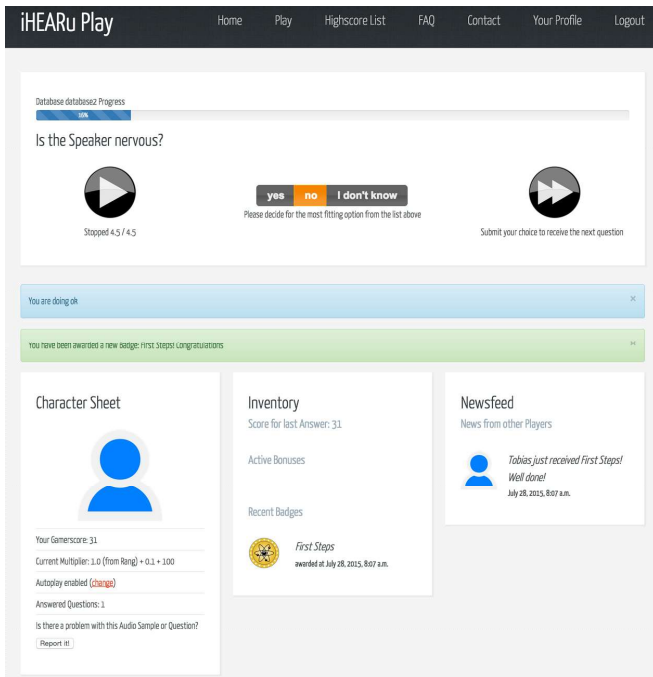 iHEARu Play
Home Play Highscore List FAQ Contact Your Profile Logout
Database database2 Progress
16%
Is the Speaker nervous?
yes no I don't know
Please decide for the most fitting option from the list above
Stopped 4.5 / 4.5
Submit your choice to receive the next question
You are doing ok ×
You have been awarded a new Badge: First Steps! Congratulations ×
Character Sheet
Your Gamerscore: 31
Current Multiplier: 1.0 (from Rang) + 0.1 + 100
Autoplay enabled (change)
Answered Questions: 1
Is there a problem with this Audio Sample or Question?
Report it!
Inventory
Score for last Answer: 31
Active Bonuses
Recent Badges
First Steps
awarded at July 28, 2015, 8:07 a.m.
Newsfeed
News from other Players
Tobias just received First Steps!
Well done!
July 28, 2015, 8:07 a.m.